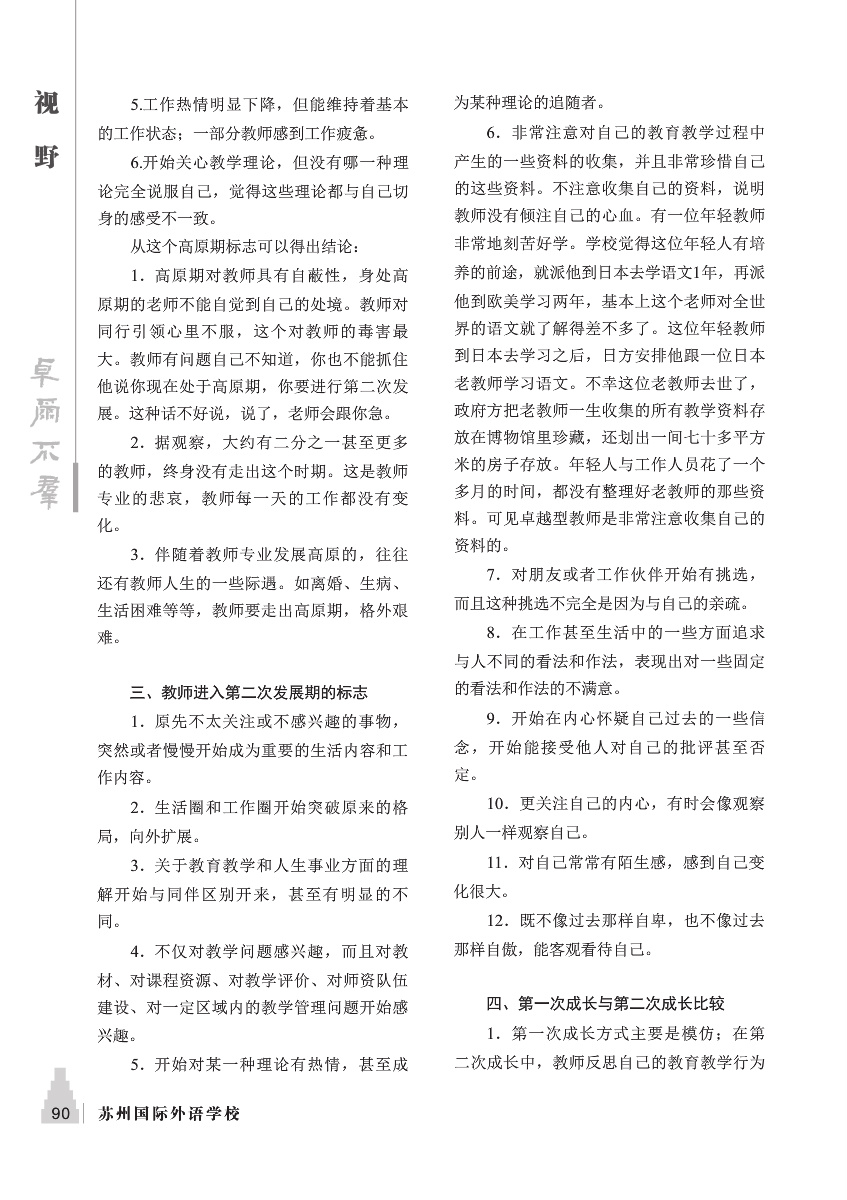 视
野
卓
尔
不
群
5.工作热情明显下降，但能维持着基本
的工作状态；一部分教师感到工作疲惫。
6.开始关心教学理论，但没有哪一种理
论完全说服自己，觉得这些理论都与自己切
身的感受不一致。
从这个高原期标志可以得出结论：
1．高原期对教师具有自蔽性，身处高
原期的老师不能自觉到自己的处境。教师对
同行引领心里不服，这个对教师的毒害最
大。教师有问题自己不知道，你也不能抓住
他说你现在处于高原期，你要进行第二次发
展。这种话不好说，说了，老师会跟你急。
2．据观察，大约有二分之一甚至更多
的教师，终身没有走出这个时期。这是教师
专业的悲哀，教师每一天的工作都没有变
化。
3．伴随着教师专业发展高原的，往往
还有教师人生的一些际遇。如离婚、生病、
生活困难等等，教师要走出高原期，格外艰
难。
三、教师进入第二次发展期的标志
1．原先不太关注或不感兴趣的事物，
突然或者慢慢开始成为重要的生活内容和工
作内容。
2．生活圈和工作圈开始突破原来的格
局，向外扩展。
3．关于教育教学和人生事业方面的理
解开始与同伴区别开来，甚至有明显的不
同。
4．不仅对教学问题感兴趣，而且对教
材、对课程资源、对教学评价、对师资队伍
建设、对一定区域内的教学管理问题开始感
兴趣。
5．开始对某一种理论有热情，甚至成
为某种理论的追随者。
6．非常注意对自己的教育教学过程中
产生的一些资料的收集，并且非常珍惜自己
的这些资料。不注意收集自己的资料，说明
教师没有倾注自己的心血。有一位年轻教师
非常地刻苦好学。学校觉得这位年轻人有培
养的前途，就派他到日本去学语文1年，再派
他到欧美学习两年，基本上这个老师对全世
界的语文就了解得差不多了。这位年轻教师
到日本去学习之后，日方安排他跟一位日本
老教师学习语文。不幸这位老教师去世了，
政府方把老教师一生收集的所有教学资料存
放在博物馆里珍藏，还划出一间七十多平方
米的房子存放。年轻人与工作人员花了一个
多月的时间，都没有整理好老教师的那些资
料。可见卓越型教师是非常注意收集自己的
资料的。
7．对朋友或者工作伙伴开始有挑选，
而且这种挑选不完全是因为与自己的亲疏。
8．在工作甚至生活中的一些方面追求
与人不同的看法和作法，表现出对一些固定
的看法和作法的不满意。
9．开始在内心怀疑自己过去的一些信
念，开始能接受他人对自己的批评甚至否
定。
10．更关注自己的内心，有时会像观察
别人一样观察自己。
11．对自己常常有陌生感，感到自己变
化很大。
12．既不像过去那样自卑，也不像过去
那样自傲，能客观看待自己。
四、第一次成长与第二次成长比较
1．第一次成长方式主要是模仿；在第
二次成长中，教师反思自己的教育教学行为
90
苏州国际外语学校